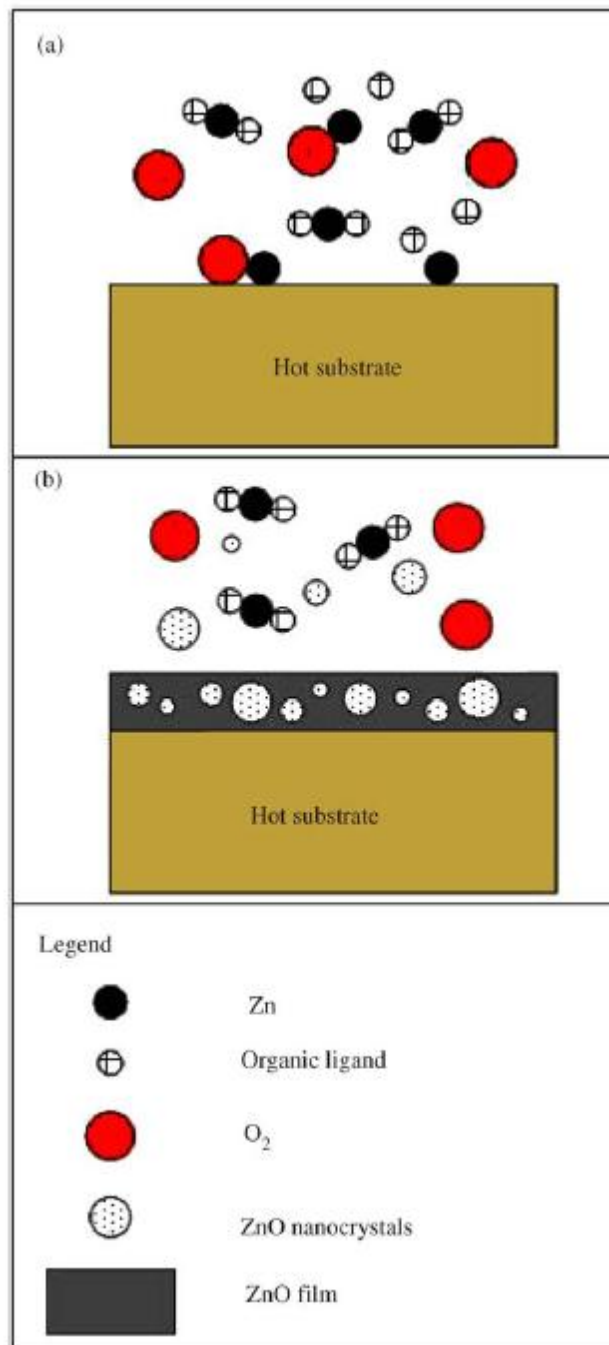 (a)
Hot substrate
(b)
Hot substrate
Legend
Zn
Organic ligand
O₂
ZnO nanocrystals
ZnO film